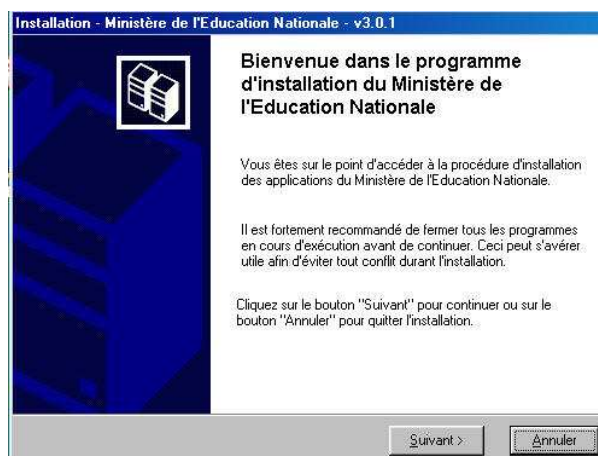 Installation - Ministère de l'Education Nationale - v3.0.1
Bienvenue dans le programme
d'installation du Ministère de
l'Education Nationale
Vous êtes sur le point d'accéder à la procédure d'installation
des applications du Ministère de l'Education Nationale.
Il est fortement recommandé de fermer tous les programmes
en cours d'exécution avant de continuer. Ceci peut s'avérer
utile afin d'éviter tout conflit durant l'installation.
Cliquez sur le bouton "Suivant" pour continuer ou sur le
bouton "Annuler" pour quitter l'installation.
Suivant > Annuler